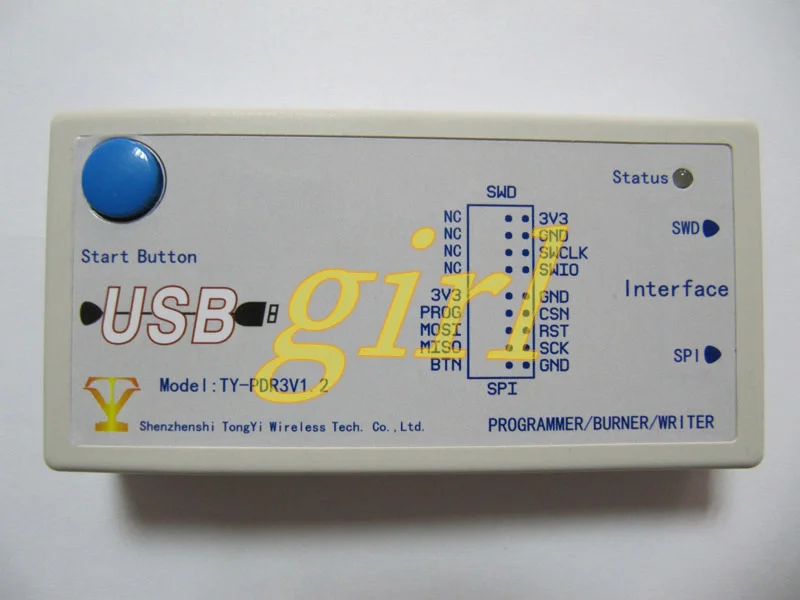 Status
SWD
NC 3V3
NC GND
NC SWCLK
NC SWIO
SWD
Start Button
Interface
USB
3V3 GND
PROG CSN
MOSI RST
MISO SCK
BTN GND
SPI
SPI
TY
Model:TY-PDR3V1.2
Shenzhenshi TongYi Wireless Tech. Co.,Ltd.
PROGRAMMER/BURNER/WRITER
girl